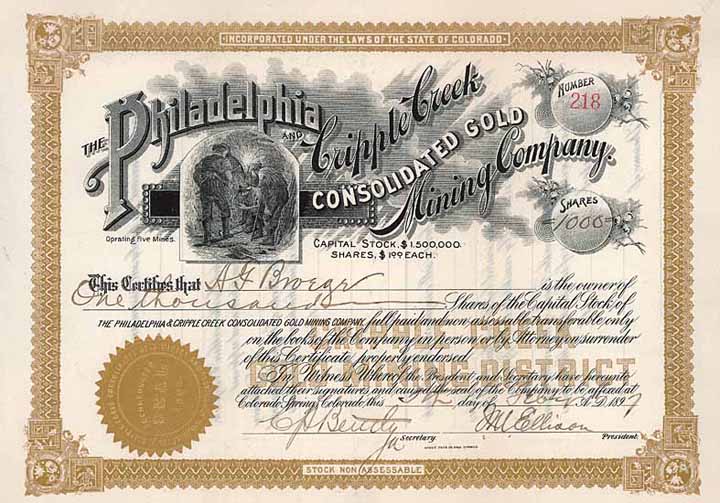 INCORPORATED UNDER THE LAWS OF THE STATE OF COLORADO
NUMBER
218
THE Philadelphia AND Cripple Creek
CONSOLIDATED GOLD
Mining Company.
SHARES
1000
Oprating Five Mines.
CAPITAL STOCK, $1,500,000.
SHARES, $1.00 EACH.
This Certifies that A G is the owner of
One thousand Shares of the Capital Stock of
THE PHILADELPHIA & CRIPPLE CREEK CONSOLIDATED GOLD MINING COMPANY, full paid and non-assessable transferable only
on the books of the Company in person or by Attorney on surrender
of this Certificate properly endorsed.
DISTRICT
In Witness Whereof the President and Secretary have hereunto
attached their signatures and caused the seal of the Company to be affixed at
Colorado Spring, Colorado, this day of A.D. 1897
Ellison
Secretary President
STOCK NON ASSESSABLE